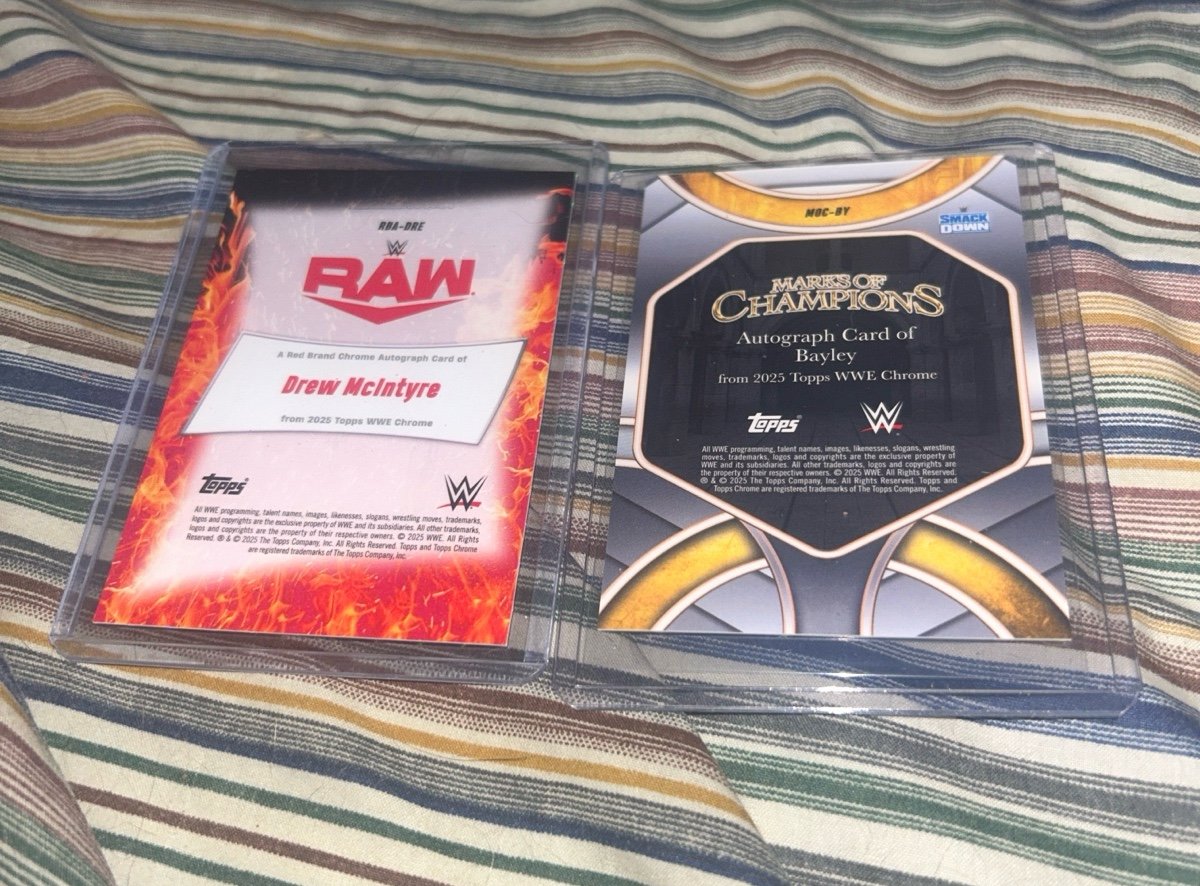 RBA-DRE
W
RAW
A Red Brand Chrome Autograph Card of
Drew McIntyre
from 2025 Topps WWE Chrome
Topps
W
All WWE programming, talent names, images, likenesses, slogans, wrestling moves, trademarks,
logos and copyrights are the exclusive property of WWE and its subsidiaries. All other trademarks,
logos and copyrights are the property of their respective owners. © 2025 WWE. All Rights
Reserved. ® & © 2025 The Topps Company, Inc. All Rights Reserved. Topps and Topps Chrome
are registered trademarks of The Topps Company, Inc.
MOC-BY
SMACK
DOWN
MARKS OF
CHAMPIONS
Autograph Card of
Bayley
from 2025 Topps WWE Chrome
Topps
W
All WWE programming, talent names, images, likenesses, slogans, wrestling
moves, trademarks, logos and copyrights are the exclusive property of
WWE and its subsidiaries. All other trademarks, logos and copyrights are
the property of their respective owners. © 2025 WWE. All Rights Reserved.
® & © 2025 The Topps Company, Inc. All Rights Reserved. Topps and
Topps Chrome are registered trademarks of The Topps Company, Inc.